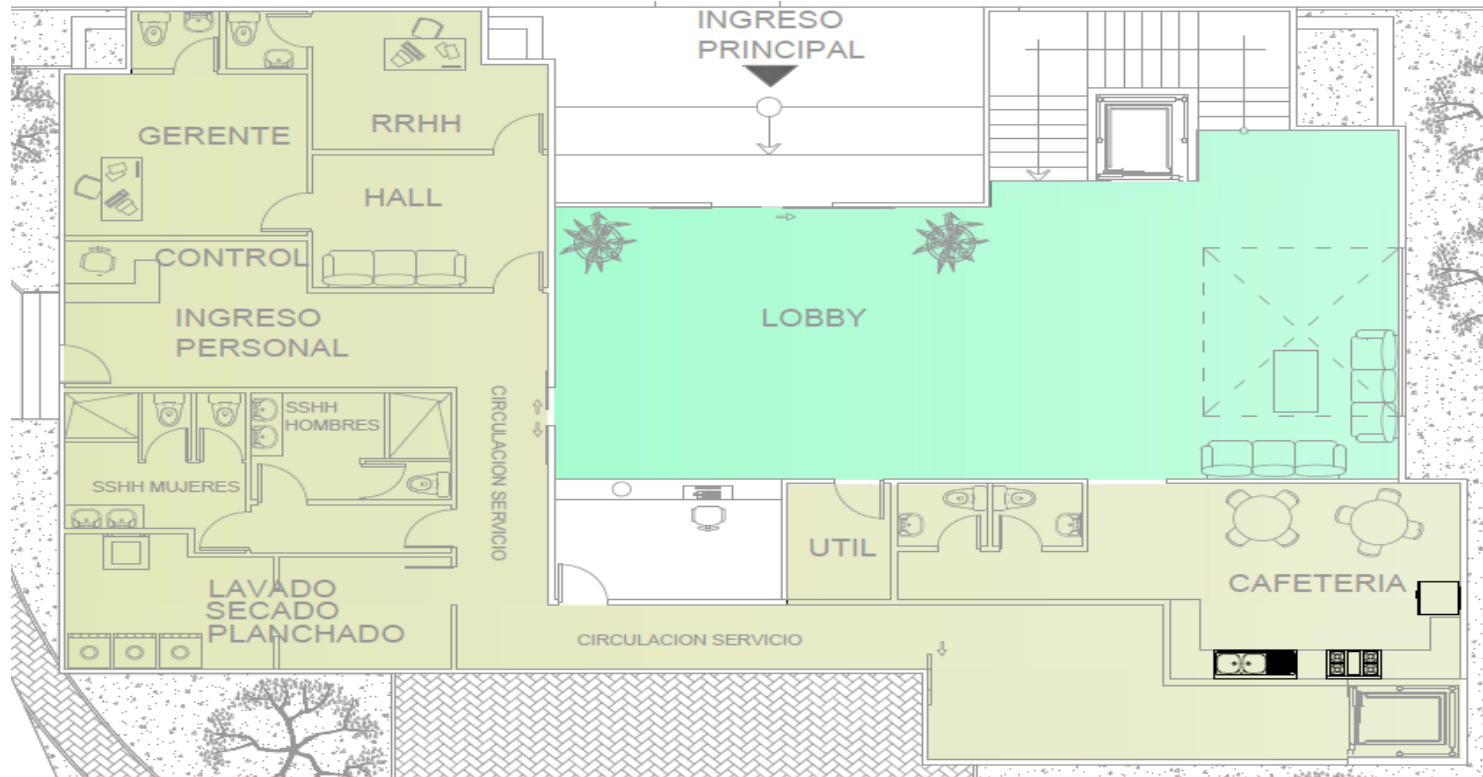 INGRESO
PRINCIPAL
GERENTE
RRHH
HALL
CONTROL
INGRESO
PERSONAL
LOBBY
SSHH
HOMBRES
CIRCULACION SERVICIO
SSHH MUJERES
UTIL
CAFETERIA
LAVADO
SECADO
PLANCHADO
CIRCULACION SERVICIO